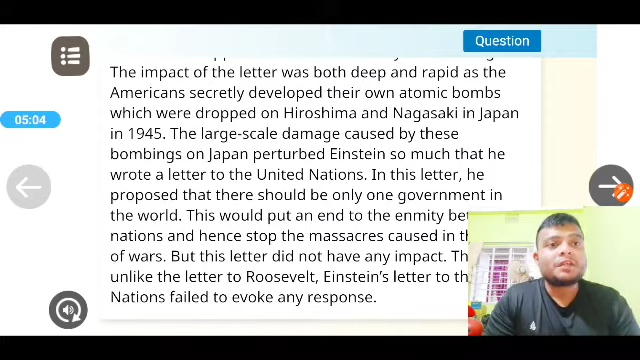 Question
05:04
The impact of the letter was both deep and rapid as the
Americans secretly developed their own atomic bombs
which were dropped on Hiroshima and Nagasaki in Japan
in 1945. The large-scale damage caused by these
bombings on Japan perturbed Einstein so much that he
wrote a letter to the United Nations. In this letter, he
proposed that there should be only one government in
the world. This would put an end to the enmity
nations and hence stop the massacres caused in
of wars. But this letter did not have any impact.
unlike the letter to Roosevelt, Einstein's letter to
Nations failed to evoke any response.